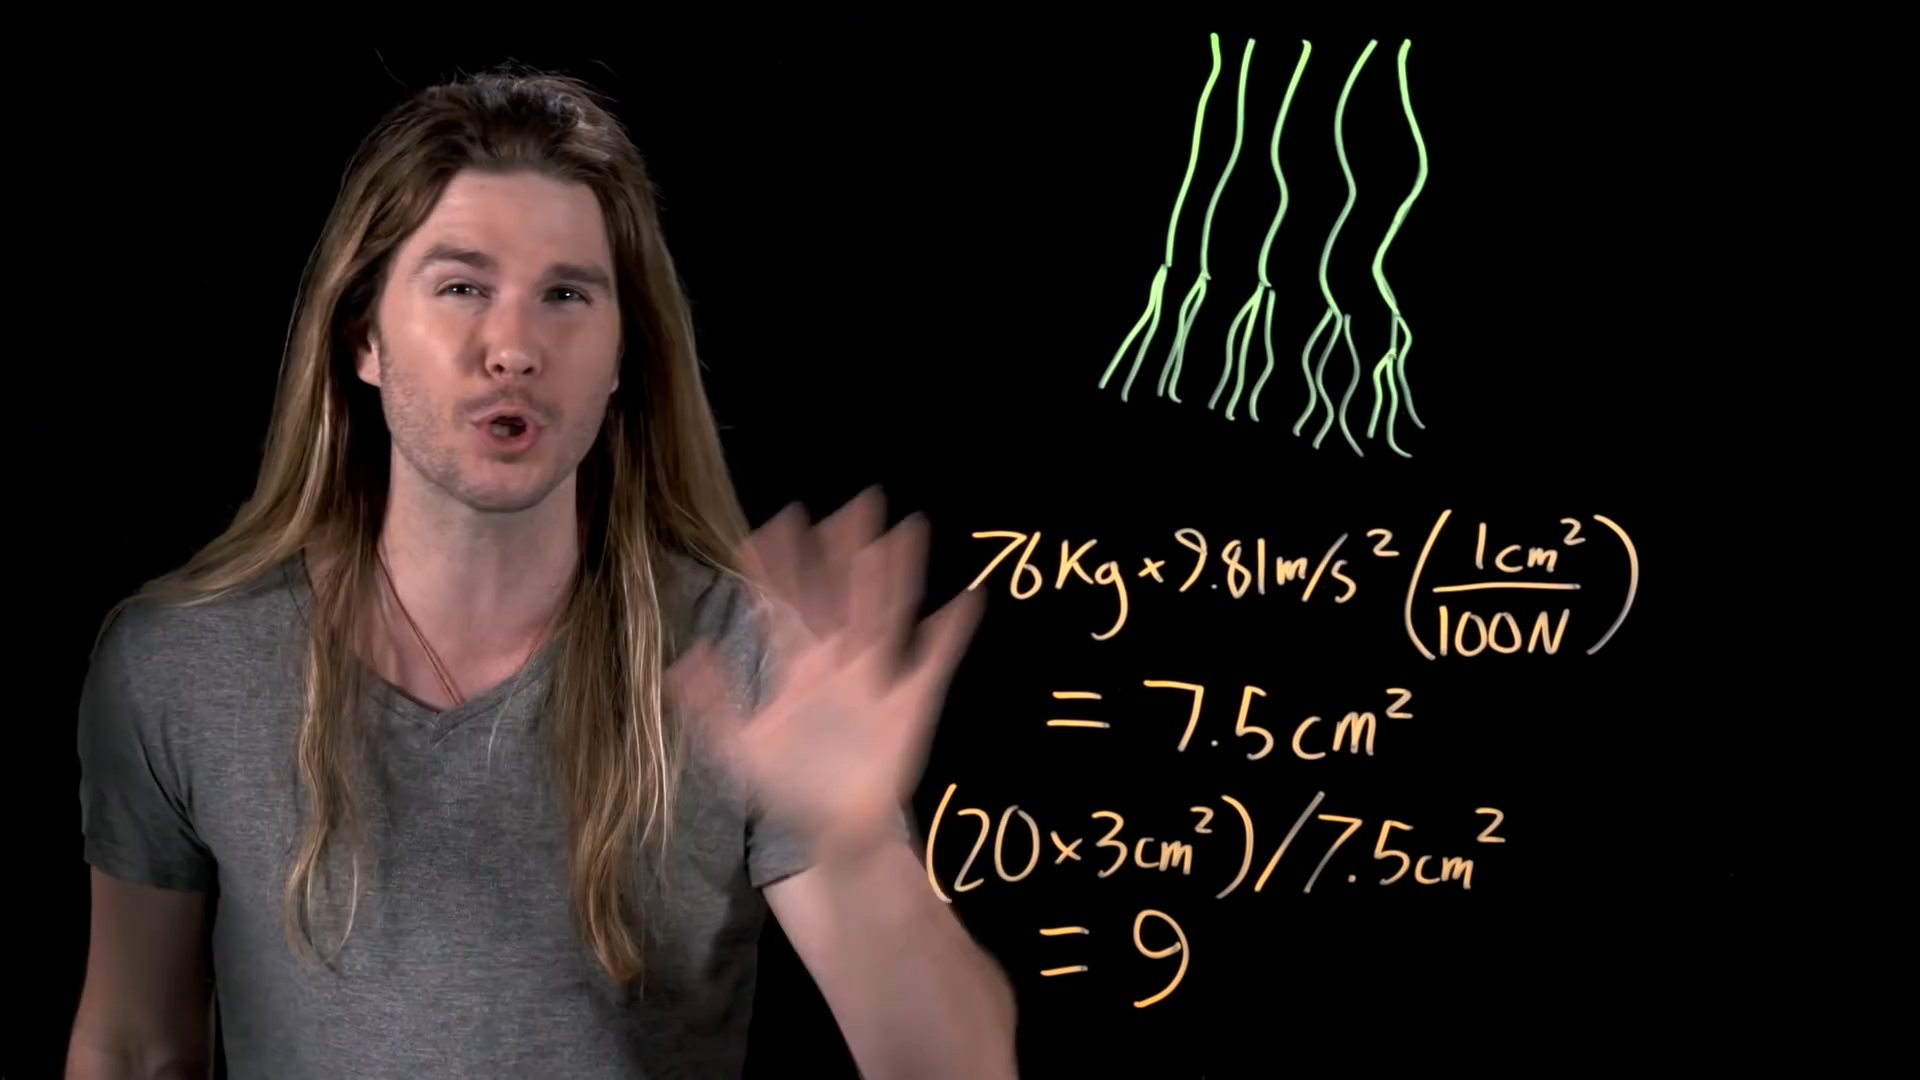 76Kg×9.81m/s² (1cm²/100N)
= 7.5cm²
(20×3cm²)/7.5cm²
= 9